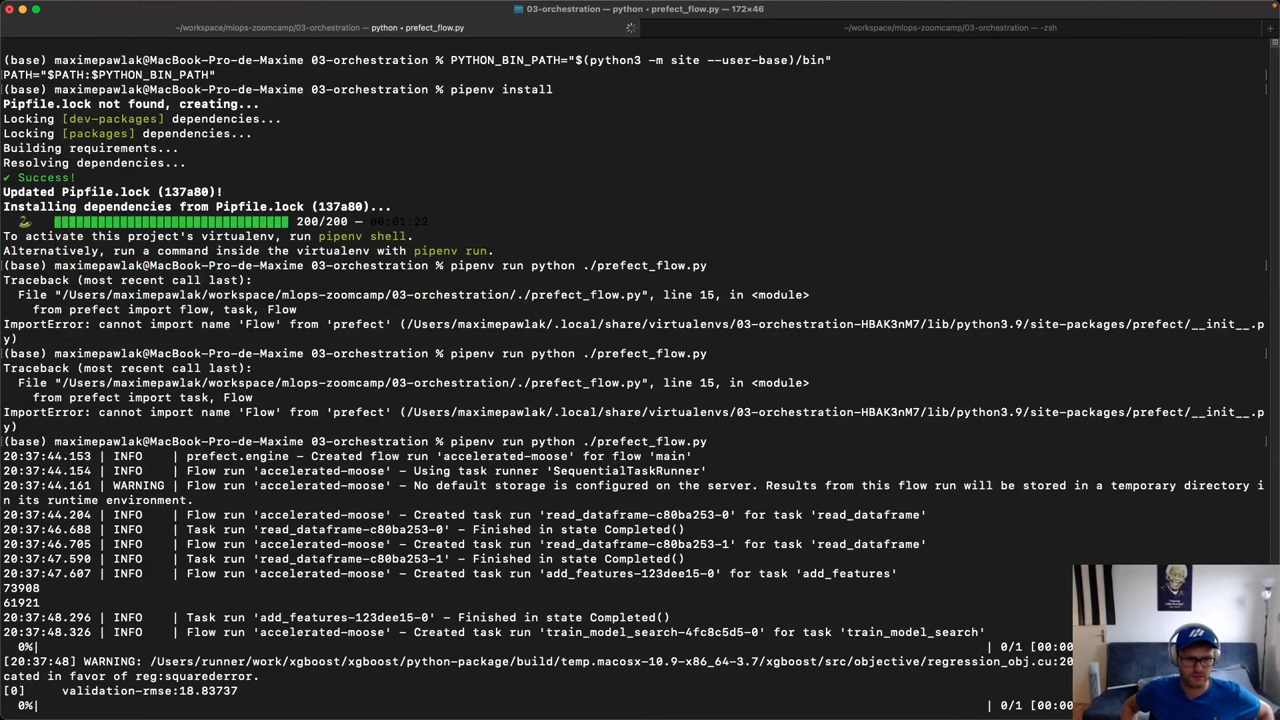 03-orchestration — python • prefect_flow.py — 172×46
~/workspace/mlops-zoomcamp/03-orchestration — python • prefect_flow.py
~/workspace/mlops-zoomcamp/03-orchestration — -zsh
(base) maximepawlak@MacBook-Pro-de-Maxime 03-orchestration % PYTHON_BIN_PATH="$(python3 -m site --user-base)/bin"
PATH="$PATH:$PYTHON_BIN_PATH"
(base) maximepawlak@MacBook-Pro-de-Maxime 03-orchestration % pipenv install
Pipfile.lock not found, creating...
Locking [dev-packages] dependencies...
Locking [packages] dependencies...
Building requirements...
Resolving dependencies...
✔ Success!
Updated Pipfile.lock (137a80)!
Installing dependencies from Pipfile.lock (137a80)...
200/200 — 00:01:22
To activate this project's virtualenv, run pipenv shell.
Alternatively, run a command inside the virtualenv with pipenv run.
(base) maximepawlak@MacBook-Pro-de-Maxime 03-orchestration % pipenv run python ./prefect_flow.py
Traceback (most recent call last):
File "/Users/maximepawlak/workspace/mlops-zoomcamp/03-orchestration/./prefect_flow.py", line 15, in <module>
from prefect import flow, task, Flow
ImportError: cannot import name 'Flow' from 'prefect' (/Users/maximepawlak/.local/share/virtualenvs/03-orchestration-HBAK3nM7/lib/python3.9/site-packages/prefect/__init__.p
y)
(base) maximepawlak@MacBook-Pro-de-Maxime 03-orchestration % pipenv run python ./prefect_flow.py
Traceback (most recent call last):
File "/Users/maximepawlak/workspace/mlops-zoomcamp/03-orchestration/./prefect_flow.py", line 15, in <module>
from prefect import task, Flow
ImportError: cannot import name 'Flow' from 'prefect' (/Users/maximepawlak/.local/share/virtualenvs/03-orchestration-HBAK3nM7/lib/python3.9/site-packages/prefect/__init__.p
y)
(base) maximepawlak@MacBook-Pro-de-Maxime 03-orchestration % pipenv run python ./prefect_flow.py
20:37:44.153 | INFO    | prefect.engine - Created flow run 'accelerated-moose' for flow 'main'
20:37:44.154 | INFO    | Flow run 'accelerated-moose' - Using task runner 'SequentialTaskRunner'
20:37:44.161 | WARNING | Flow run 'accelerated-moose' - No default storage is configured on the server. Results from this flow run will be stored in a temporary directory i
n its runtime environment.
20:37:44.204 | INFO    | Flow run 'accelerated-moose' - Created task run 'read_dataframe-c80ba253-0' for task 'read_dataframe'
20:37:46.688 | INFO    | Task run 'read_dataframe-c80ba253-0' - Finished in state Completed()
20:37:46.705 | INFO    | Flow run 'accelerated-moose' - Created task run 'read_dataframe-c80ba253-1' for task 'read_dataframe'
20:37:47.590 | INFO    | Task run 'read_dataframe-c80ba253-1' - Finished in state Completed()
20:37:47.607 | INFO    | Flow run 'accelerated-moose' - Created task run 'add_features-123dee15-0' for task 'add_features'
73908
61921
20:37:48.296 | INFO    | Task run 'add_features-123dee15-0' - Finished in state Completed()
20:37:48.326 | INFO    | Flow run 'accelerated-moose' - Created task run 'train_model_search-4fc8c5d5-0' for task 'train_model_search'
0%| | 0/1 [00:00
[20:37:48] WARNING: /Users/runner/work/xgboost/xgboost/python-package/build/temp.macosx-10.9-x86_64-3.7/xgboost/src/objective/regression_obj.cu:20
cated in favor of reg:squarederror.
[0]     validation-rmse:18.83737
0%| | 0/1 [00:00